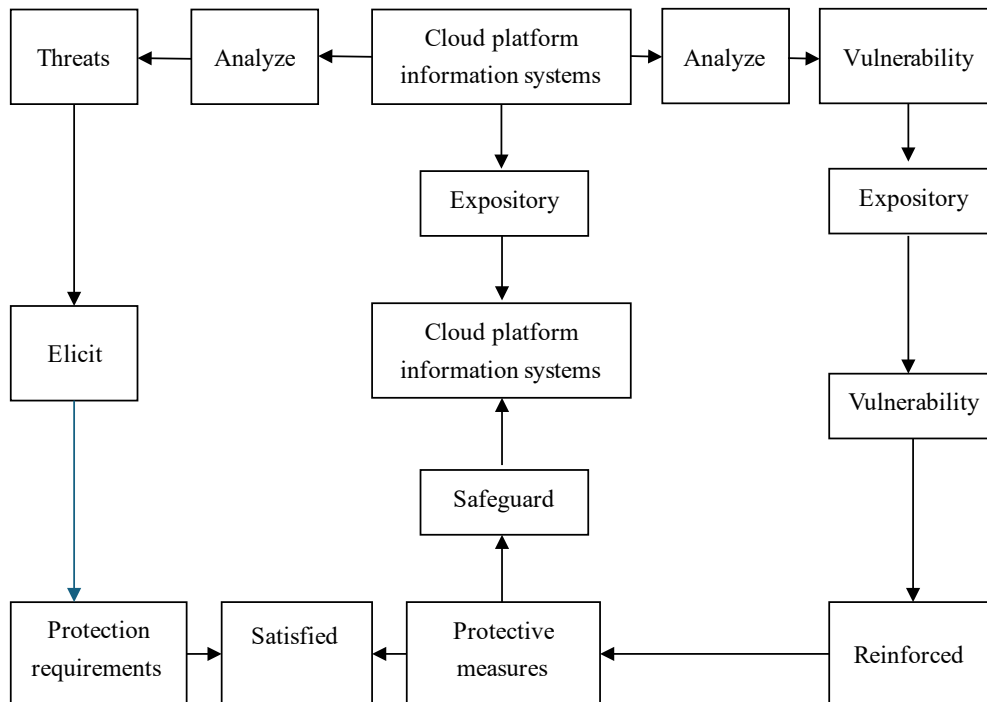 Threats
Analyze
Cloud platform
information systems
Analyze
Vulnerability
Expository
Expository
Cloud platform
information systems
Elicit
Vulnerability
Safeguard
Protection
requirements
Satisfied
Protective
measures
Reinforced